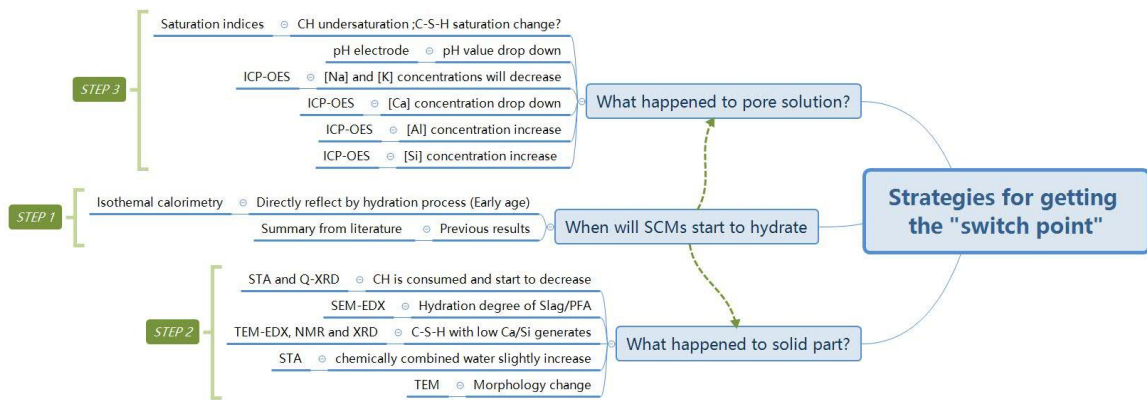 Saturation indices
CH undersaturation ;C-S-H saturation change?
pH electrode
pH value drop down
ICP-OES
[Na] and [K] concentrations will decrease
ICP-OES
[Ca] concentration drop down
ICP-OES
[Al] concentration increase
ICP-OES
[Si] concentration increase
STEP 3
What happened to pore solution?
STEP 1
Isothemal calorimetry
Directly reflect by hydration process (Early age)
Summary from literature
Previous results
When will SCMs start to hydrate
Strategies for getting
the "switch point"
STEP 2
STA and Q-XRD
CH is consumed and start to decrease
SEM-EDX
Hydration degree of Slag/PFA
TEM-EDX, NMR and XRD
C-S-H with low Ca/Si generates
STA
chemically combined water slightly increase
TEM
Morphology change
What happened to solid part?